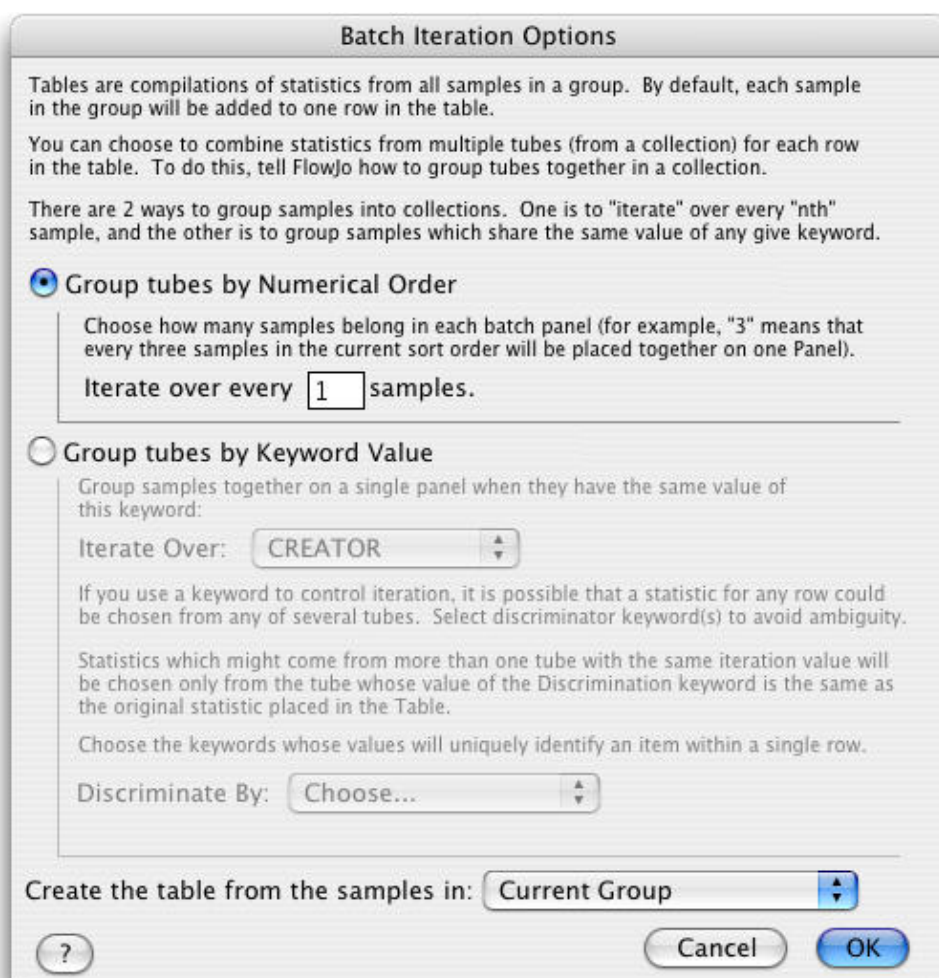 Batch Iteration Options
Tables are compilations of statistics from all samples in a group.  By default, each sample
in the group will be added to one row in the table.
You can choose to combine statistics from multiple tubes (from a collection) for each row
in the table.  To do this, tell FlowJo how to group tubes together in a collection.
There are 2 ways to group samples into collections.  One is to "iterate" over every "nth"
sample, and the other is to group samples which share the same value of any give keyword.
Group tubes by Numerical Order
Choose how many samples belong in each batch panel (for example, "3" means that
every three samples in the current sort order will be placed together on one Panel).
Iterate over every 1 samples.
Group tubes by Keyword Value
Group samples together on a single panel when they have the same value of
this keyword:
Iterate Over: CREATOR
If you use a keyword to control iteration, it is possible that a statistic for any row could
be chosen from any of several tubes.  Select discriminator keyword(s) to avoid ambiguity.
Statistics which might come from more than one tube with the same iteration value will
be chosen only from the tube whose value of the Discrimination keyword is the same as
the original statistic placed in the Table.
Choose the keywords whose values will uniquely identify an item within a single row.
Discriminate By: Choose...
Create the table from the samples in: Current Group
? Cancel OK